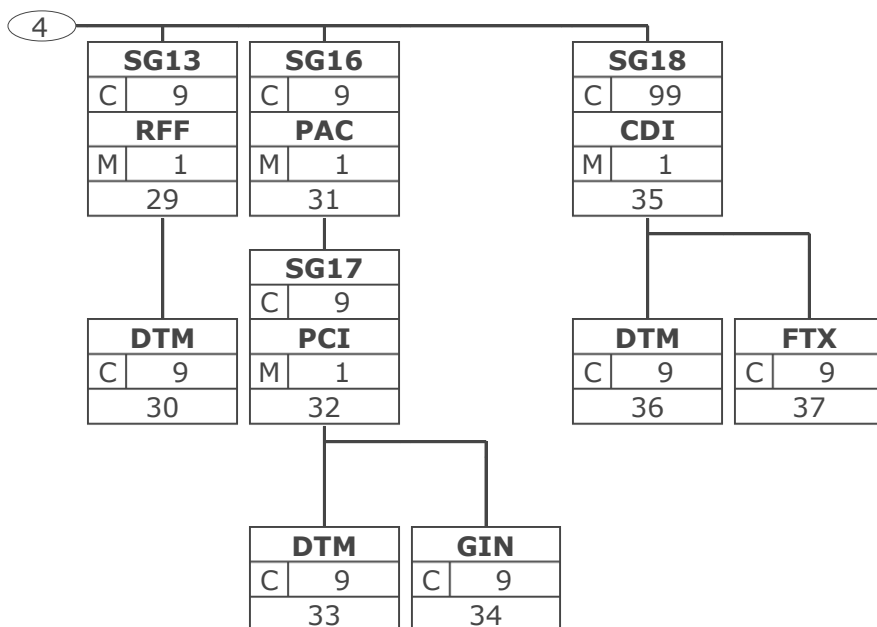 4
SG13
C 9
RFF
M 1
29
SG16
C 9
PAC
M 1
31
SG18
C 99
CDI
M 1
35
SG17
C 9
PCI
M 1
32
DTM
C 9
30
DTM
C 9
36
FTX
C 9
37
DTM
C 9
33
GIN
C 9
34